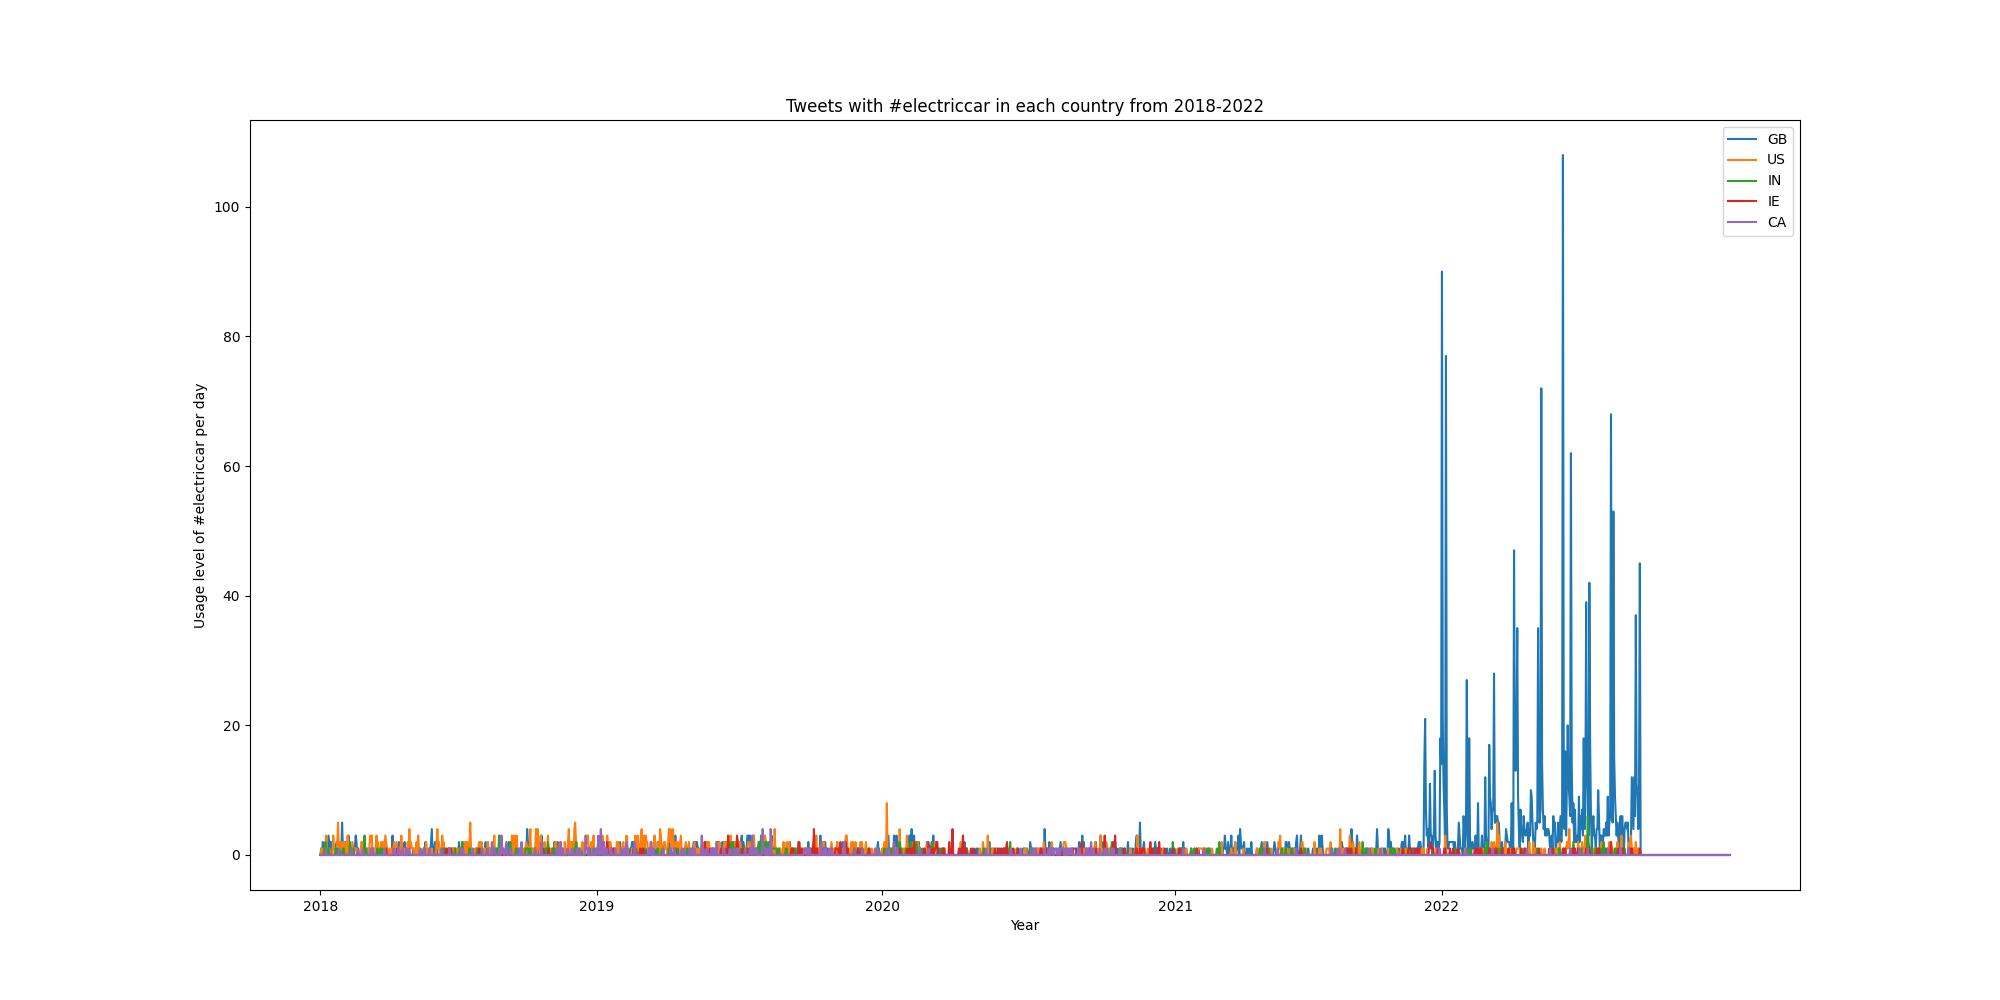 Tweets with #electriccar in each country from 2018-2022
GB
US
IN
IE
CA
Usage level of #electriccar per day
100
80
60
40
20
0
2018 2019 2020 2021 2022
Year